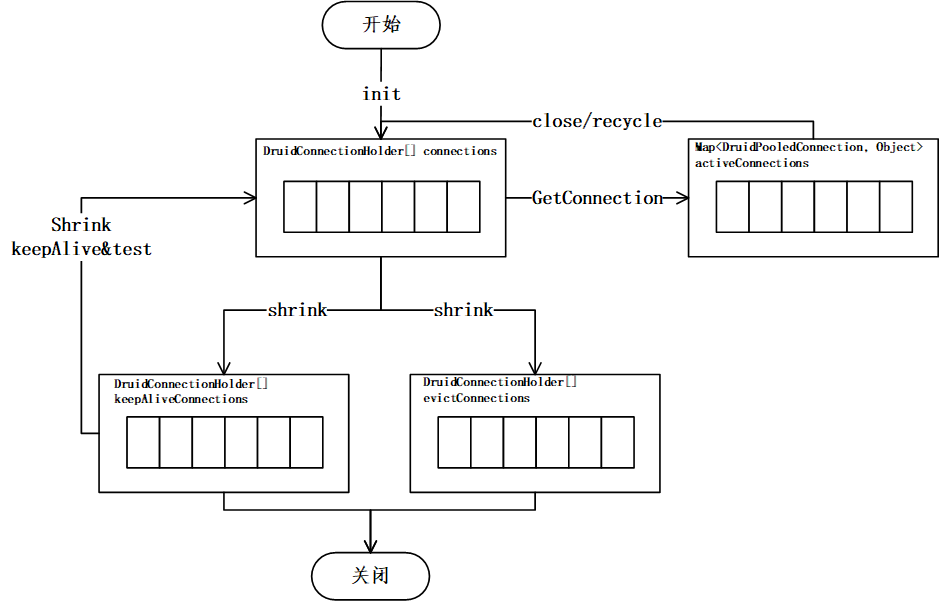 开始
init
close/recycle
DruidConnectionHolder[] connections
Map<DruidPooledConnection, Object>
activeConnections
GetConnection
Shrink
keepAlive&test
shrink
shrink
DruidConnectionHolder[]
keepAliveConnections
DruidConnectionHolder[]
evictConnections
关闭